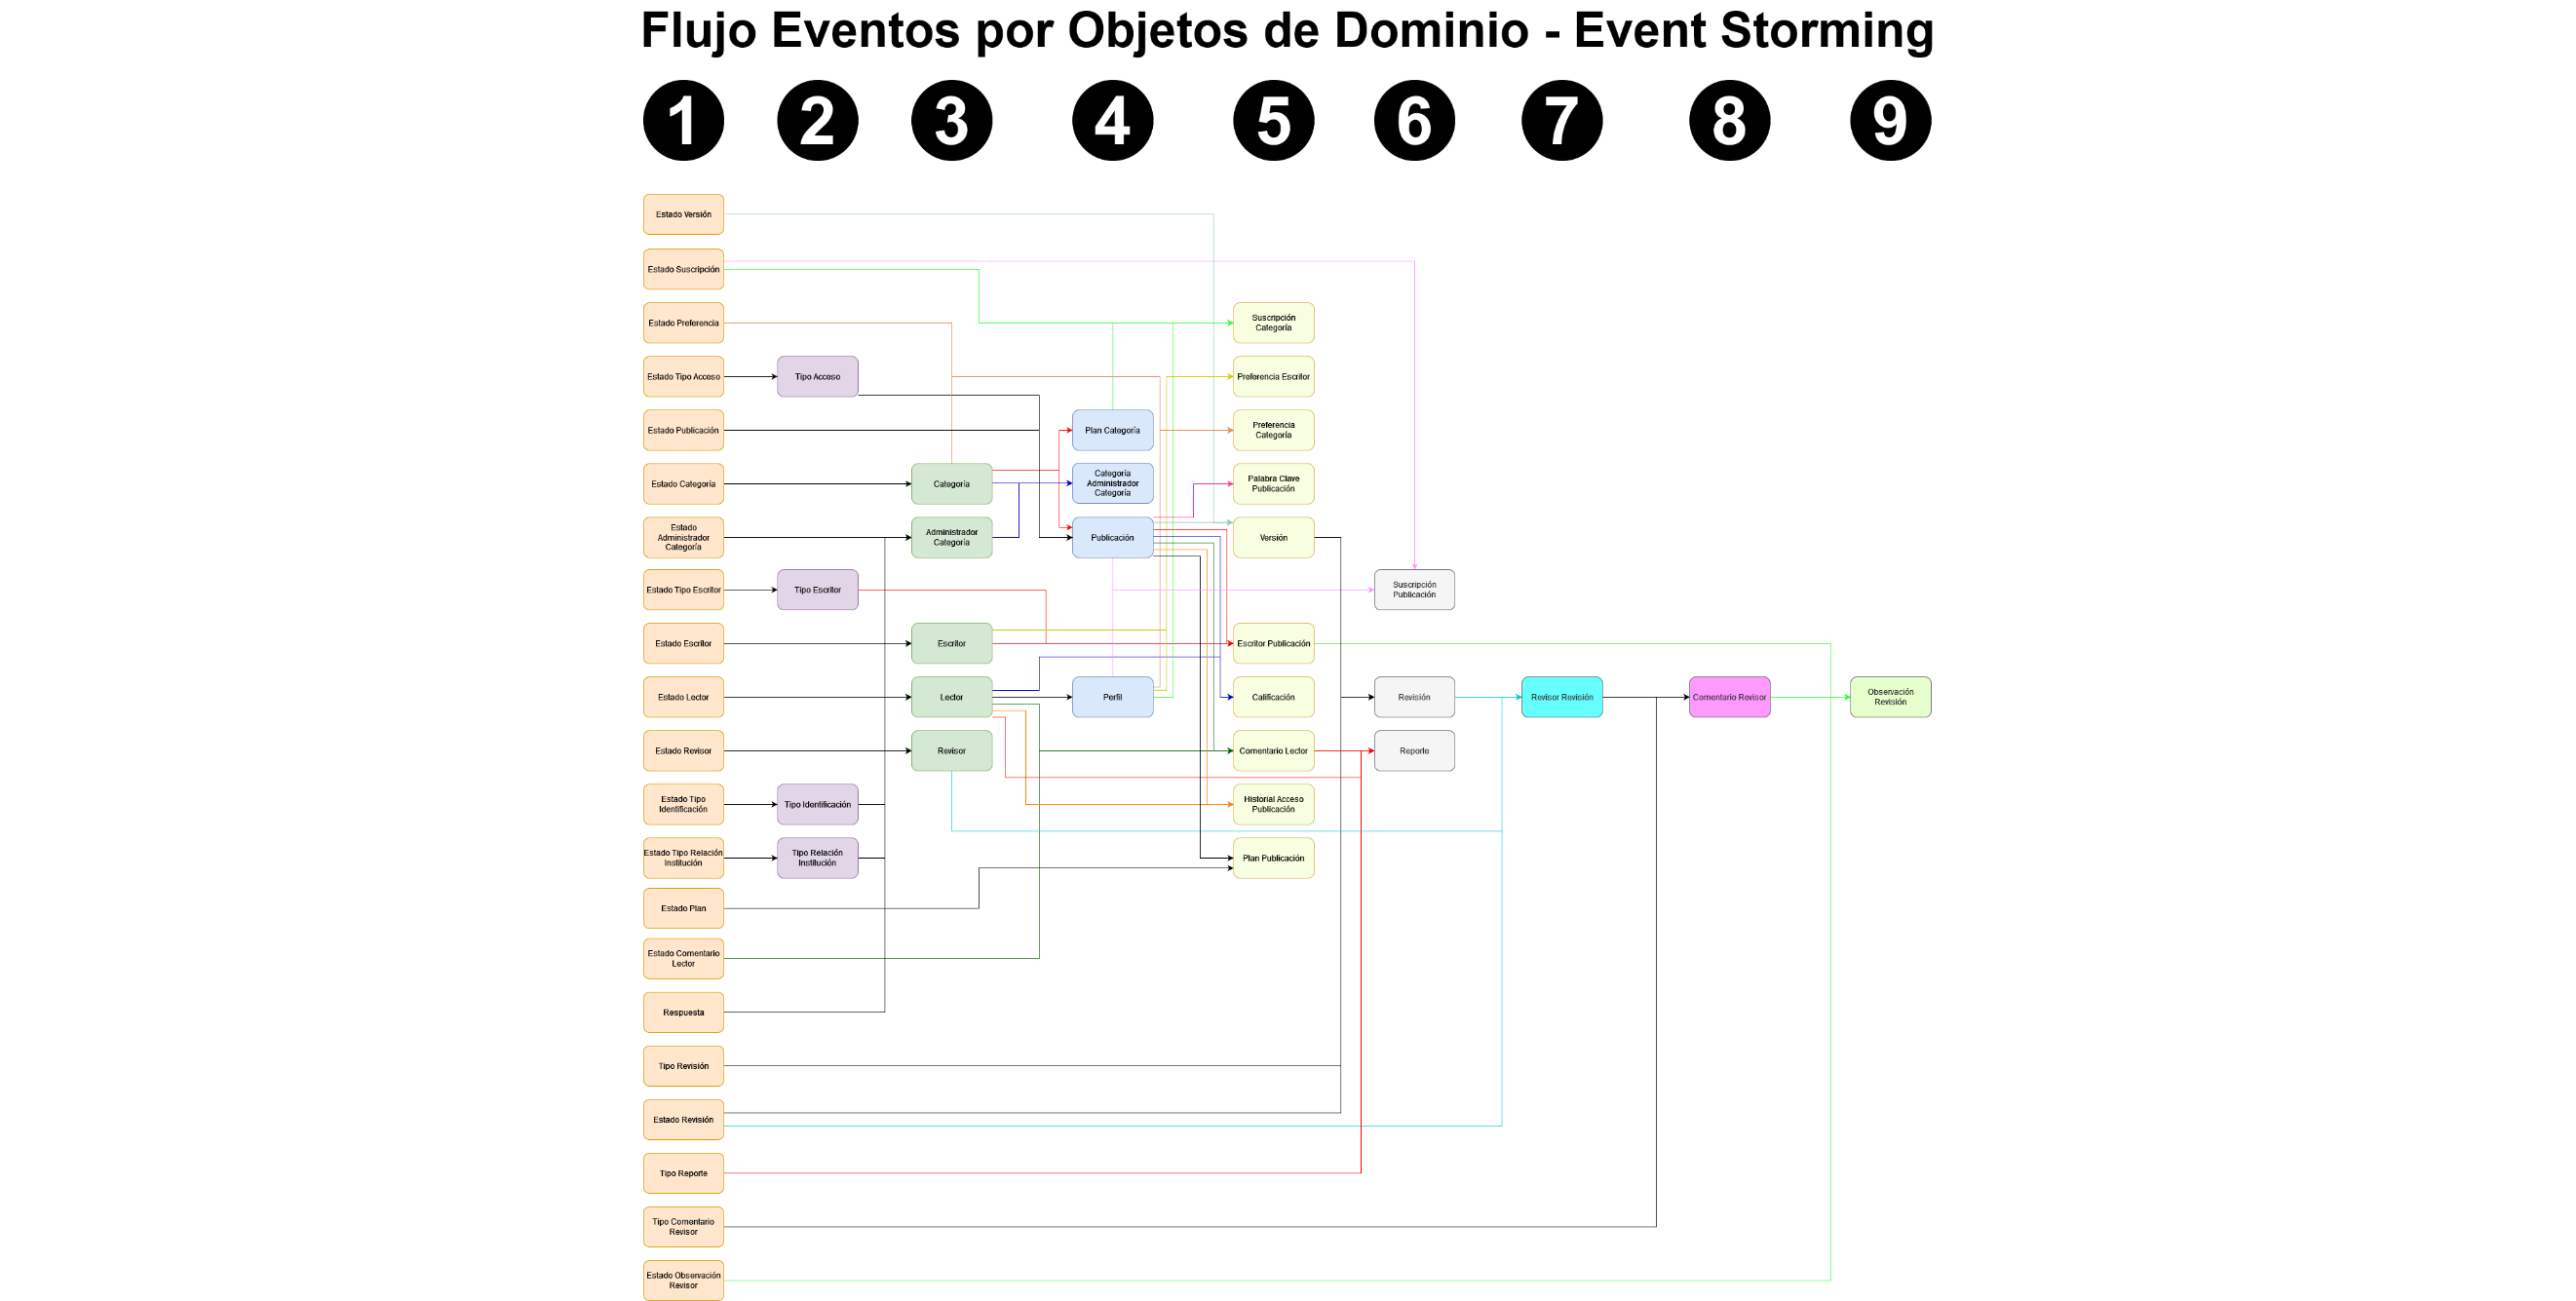 Flujo Eventos por Objetos de Dominio - Event Storming
1 2 3 4 5 6 7 8 9
Estado Versión
Estado Suscripción
Estado Preferencia
Suscripción
Categoría
Estado Tipo Acceso
Tipo Acceso
Preferencia Escritor
Estado Publicación
Plan Categoría
Preferencia
Categoría
Estado Categoría
Categoría
Categoría
Administrador
Categoría
Palabra Clave
Publicación
Estado
Administrador
Categoría
Administrador
Categoría
Publicación
Versión
Estado Tipo Escritor
Tipo Escritor
Suscripción
Publicación
Estado Escritor
Escritor
Escritor Publicación
Estado Lector
Lector
Perfil
Calificación
Revisión
Revisor Revisión
Comentario Revisor
Observación
Revisión
Estado Revisor
Revisor
Comentario Lector
Reporte
Estado Tipo
Identificación
Tipo Identificación
Historial Acceso
Publicación
Estado Tipo Relación
Institución
Tipo Relación
Institución
Plan Publicación
Estado Plan
Estado Comentario
Lector
Respuesta
Tipo Revisión
Estado Revisión
Tipo Reporte
Tipo Comentario
Revisor
Estado Observación
Revisor